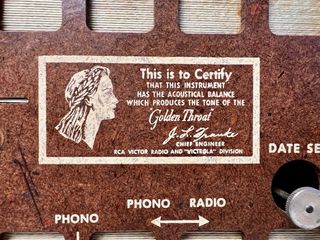 This is to Certify
THAT THIS INSTRUMENT
HAS THE ACOUSTICAL BALANCE
WHICH PRODUCES THE TONE OF THE
"Golden Throat"
CHIEF ENGINEER
RCA VICTOR RADIO AND "VICTROLA" DIVISION
DATE SE
PHONO RADIO
PHONO